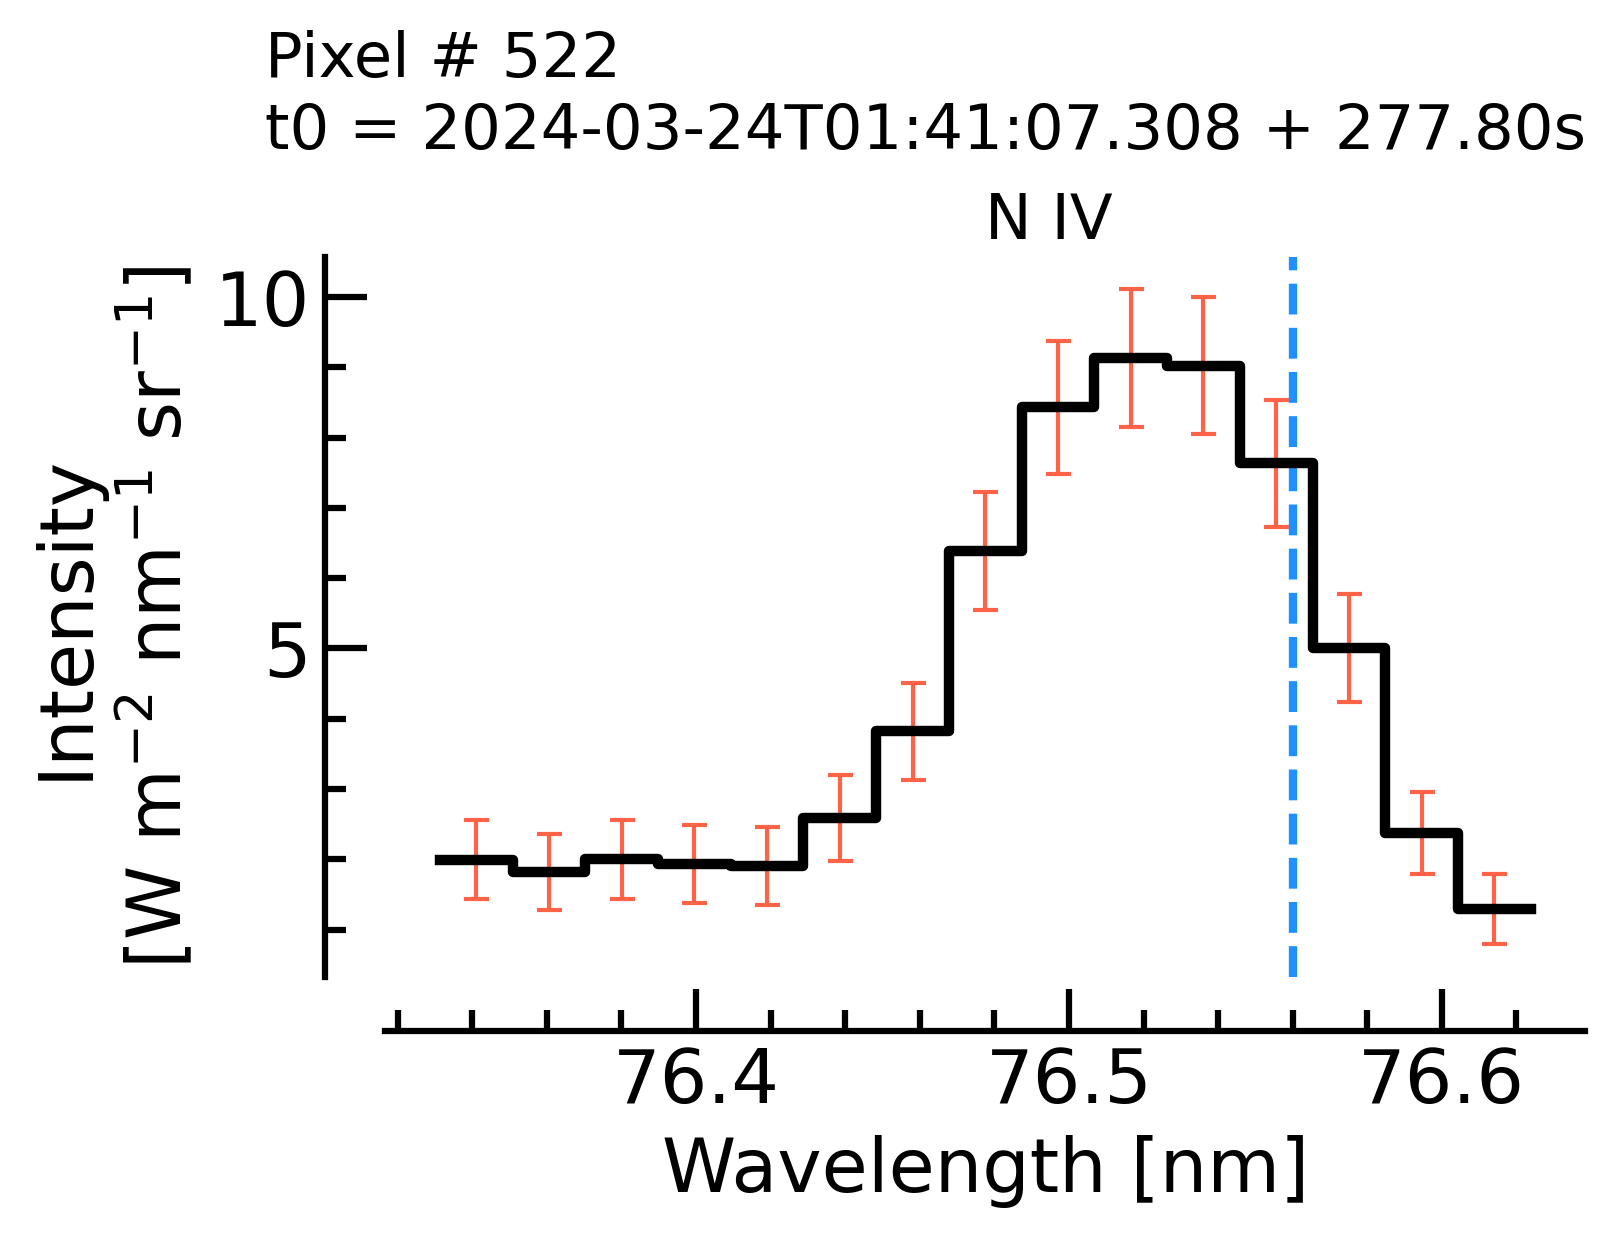 Pixel # 522
t0 = 2024-03-24T01:41:07.308 + 277.80s
N IV
Intensity
[W m⁻² nm⁻¹ sr⁻¹]
10
5
76.4 76.5 76.6
Wavelength [nm]